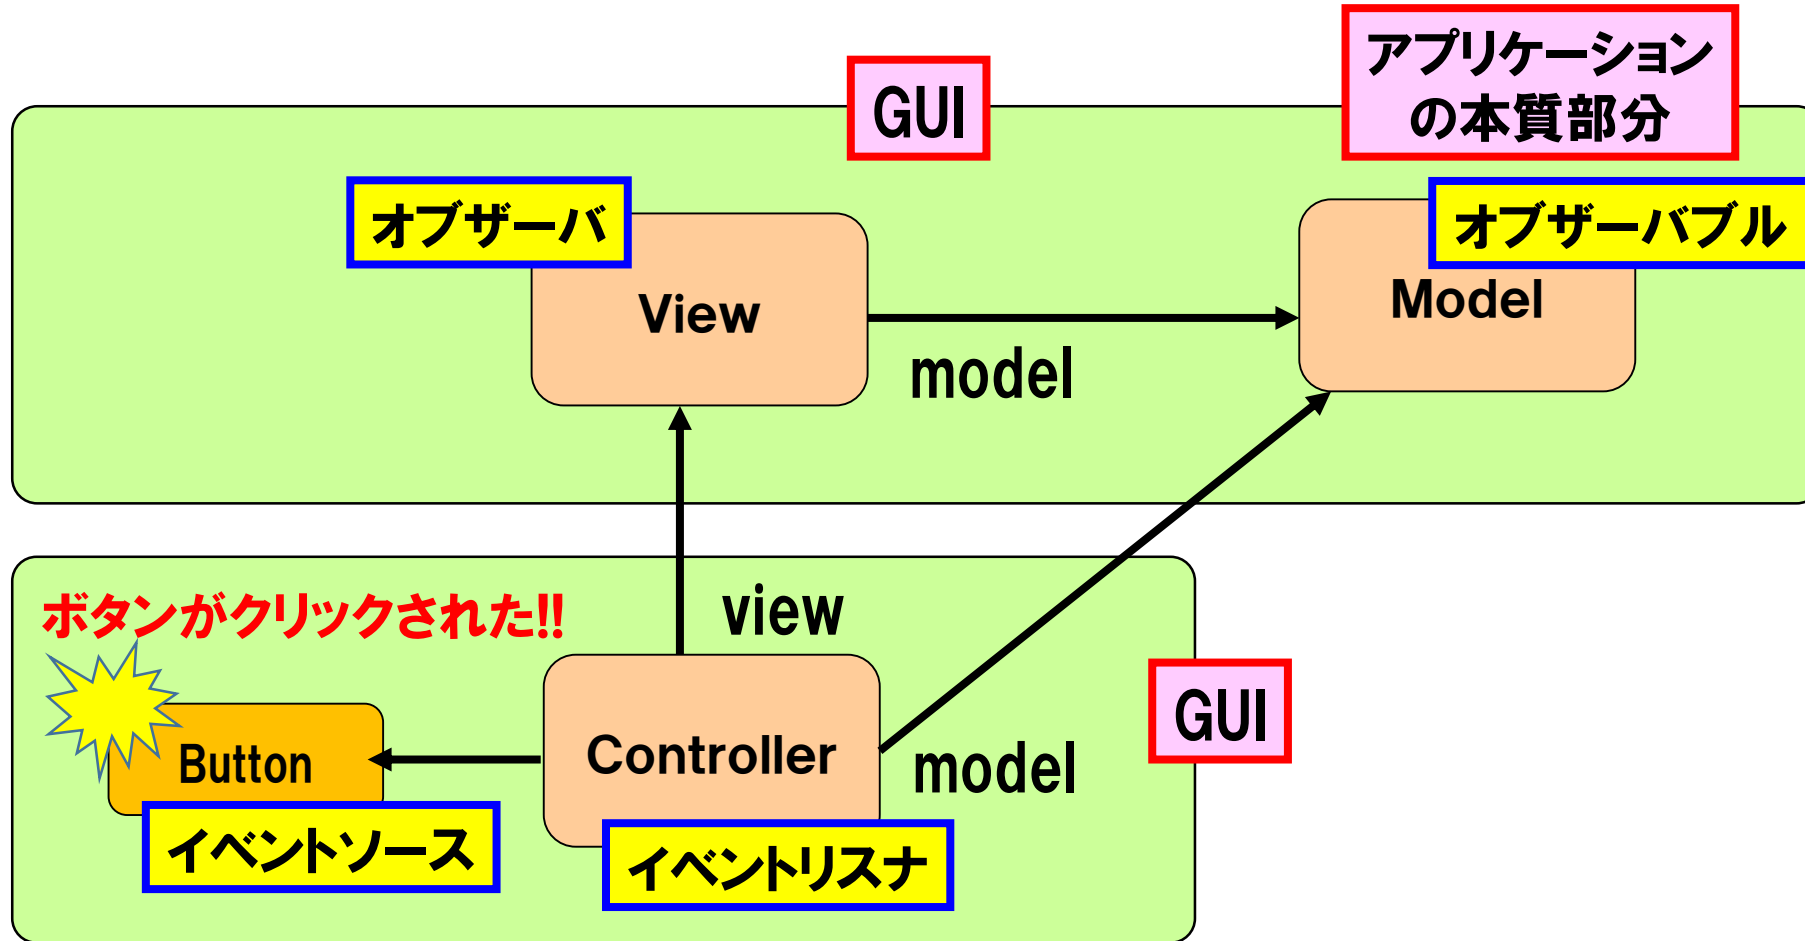 アプリケーション
の本質部分
GUI
オブザーバ
オブザーバブル
View
Model
model
ボタンがクリックされた!!
view
GUI
Button
Controller
model
イベントソース
イベントリスナ